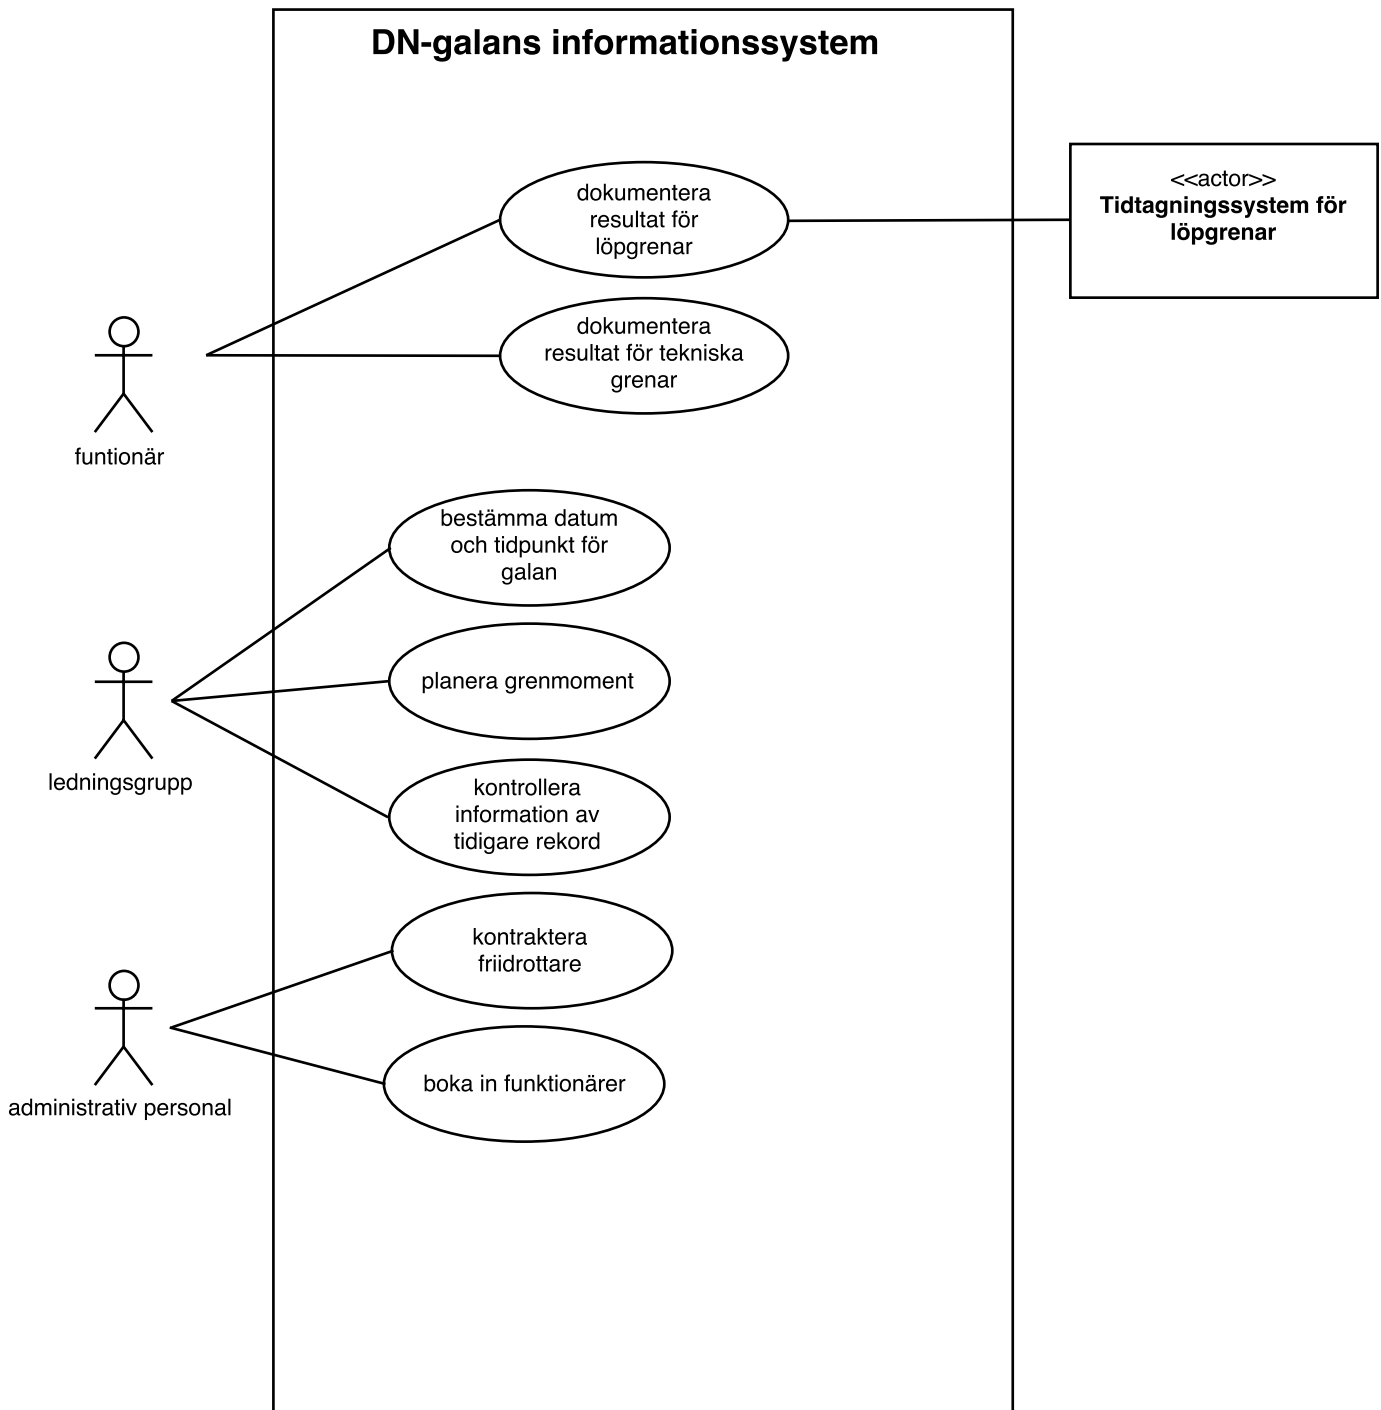 DN-galans informationssystem
dokumentera
resultat för
löpgrenar
<<actor>>
Tidtagningssystem för
löpgrenar
dokumentera
resultat för tekniska
grenar
funtionär
bestämma datum
och tidpunkt för
galan
planera grenmoment
ledningsgrupp
kontrollera
information av
tidigare rekord
kontraktera
friidrottare
boka in funktionärer
administrativ personal